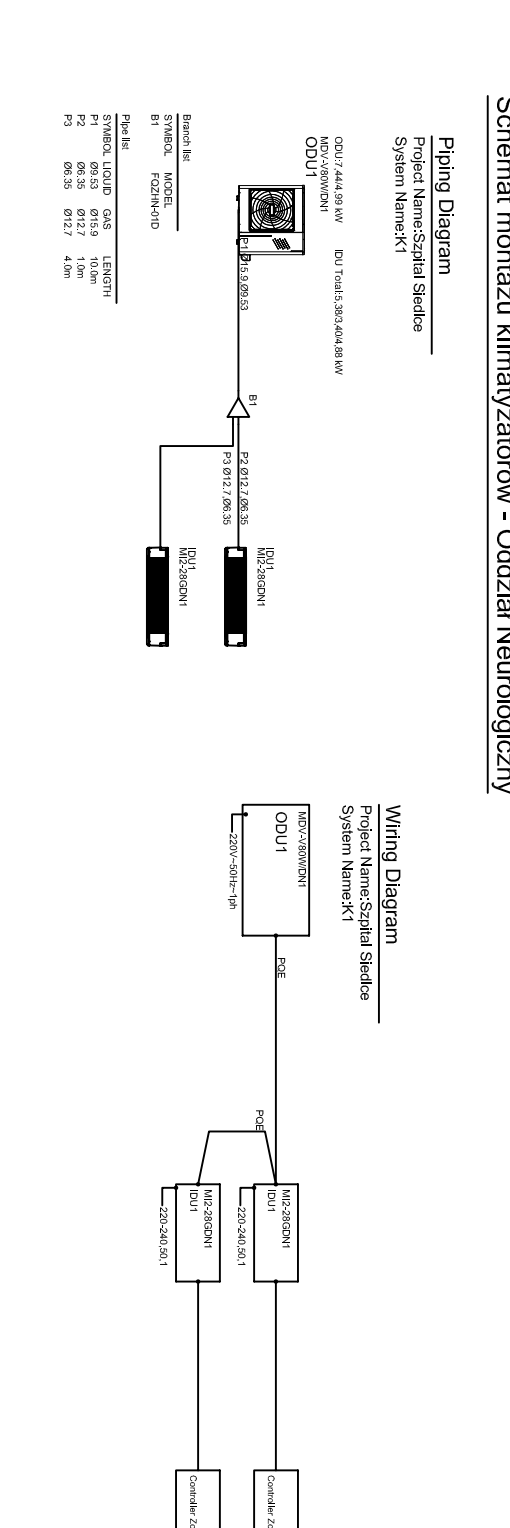 Schemat montażu klimatyzatorów - Oddział Neurologiczny
Piping Diagram
Project Name:Szpital Siedlce
System Name:K1
ODU:7,44/4,99 kW
IDU Total:5,38/3,40/4,88 kW
MDV-V80W/DN1
ODU1
P1 Ø15.9,Ø9.53
B1
P2 Ø12.7,Ø6.35
P3 Ø12.7,Ø6.35
IDU1
MI2-28GDN1
IDU1
MI2-28GDN1
Branch list
SYMBOL MODEL
B1 FQZHN-01D
Pipe list
SYMBOL LIQUID GAS LENGTH
P1 Ø9.53 Ø15.9 10.0m
P2 Ø6.35 Ø12.7 1.0m
P3 Ø6.35 Ø12.7 4.0m
Wiring Diagram
Project Name:Szpital Siedlce
System Name:K1
MDV-V80W/DN1
ODU1
220V~50Hz~1ph
PQE
PQE
MI2-28GDN1
IDU1
220-240,50,1
MI2-28GDN1
IDU1
220-240,50,1
Controller
Controller